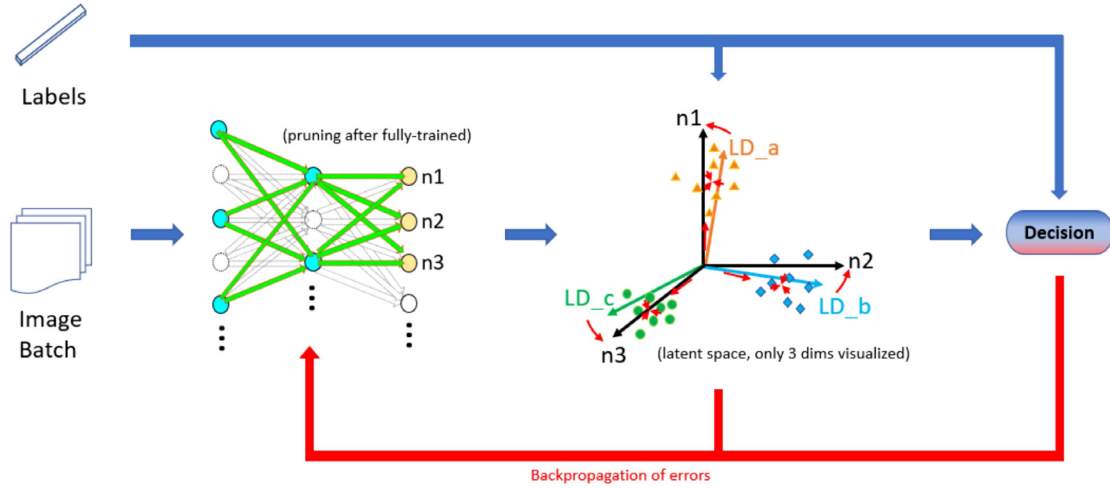 Labels
Image
Batch
(pruning after fully-trained)
n1
n2
n3
n1
LD_a
n2
LD_b
LD_c
n3
(latent space, only 3 dims visualized)
Decision
Backpropagation of errors